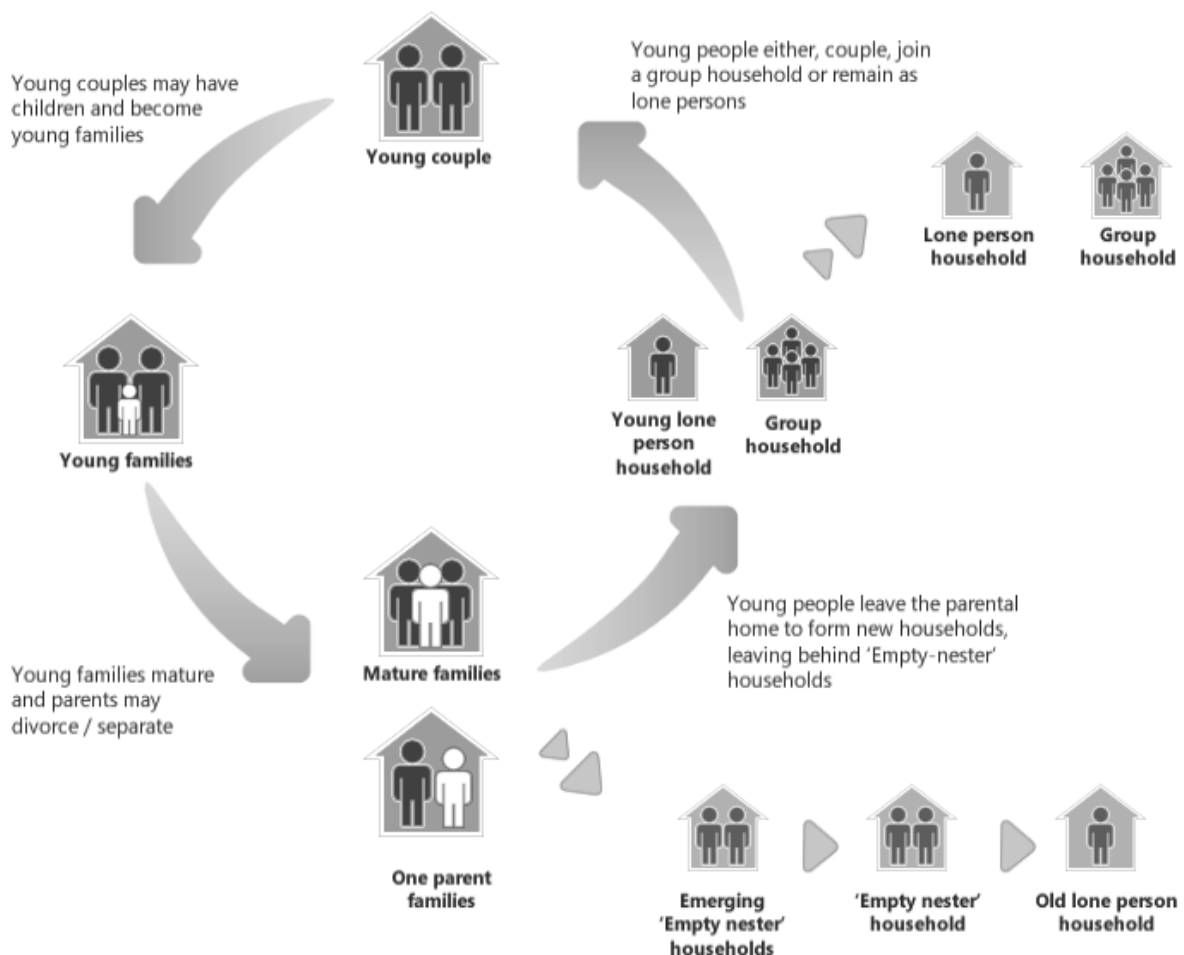 Young couples may have
children and become
young families
Young couple
Young people either, couple, join
a group household or remain as
lone persons
Lone person
household
Group
household
Young families
Young lone
person
household
Group
household
Young families mature
and parents may
divorce / separate
Mature families
Young people leave the parental
home to form new households,
leaving behind ‘Empty-nester’
households
One parent
families
Emerging
‘Empty nester’
households
‘Empty nester’
household
Old lone person
household